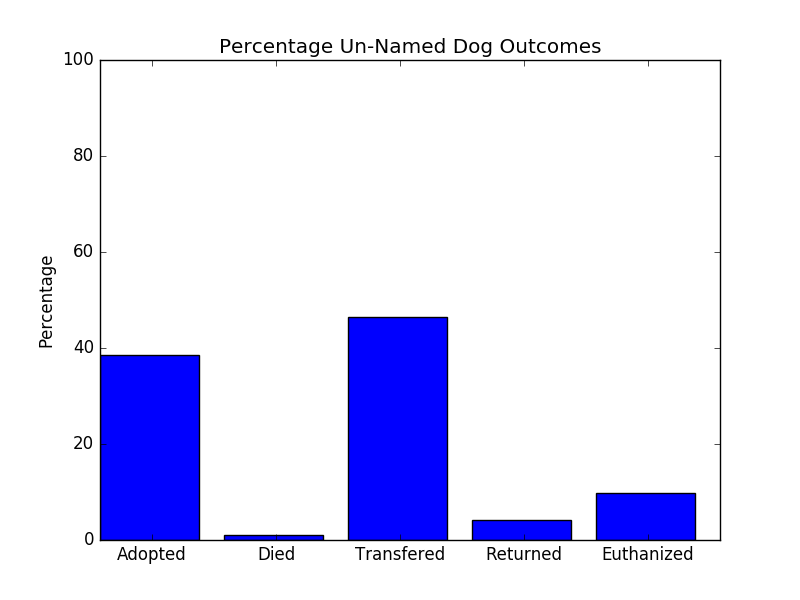 Percentage Un-Named Dog Outcomes
100
80
60
40
20
0
Percentage
Adopted Died Transfered Returned Euthanized